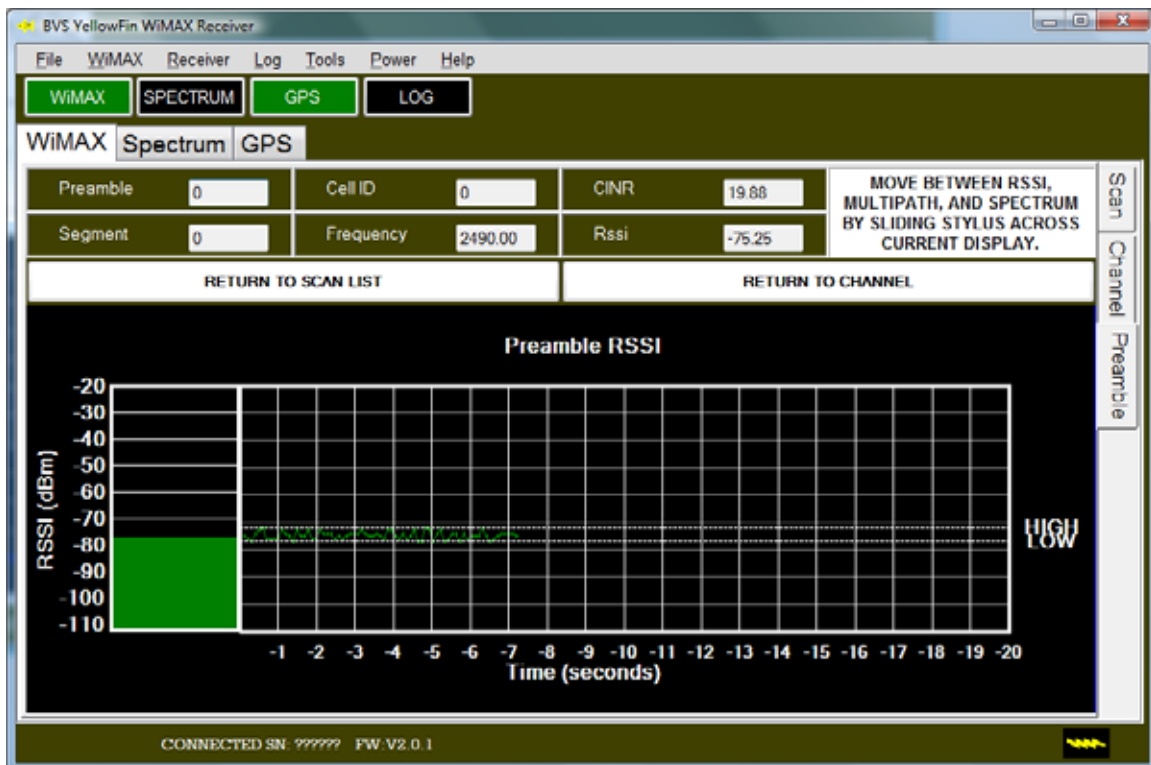 BVS YellowFin WiMAX Receiver
File WiMAX Receiver Log Tools Power Help
WiMAX SPECTRUM GPS LOG
WiMAX Spectrum GPS
Preamble 0 Cell ID 0 CINR 19.88
Segment 0 Frequency 2490.00 Rssi -75.25
MOVE BETWEEN RSSI,
MULTIPATH, AND SPECTRUM
BY SLIDING STYLUS ACROSS
CURRENT DISPLAY.
Scan
Channel
Preamble
RETURN TO SCAN LIST RETURN TO CHANNEL
Preamble RSSI
RSSI (dBm)
-20
-30
-40
-50
-60
-70
-80
-90
-100
-110
HIGH
LOW
-1 -2 -3 -4 -5 -6 -7 -8 -9 -10 -11 -12 -13 -14 -15 -16 -17 -18 -19 -20
Time (seconds)
CONNECTED SN: ?????? FW:V2.0.1